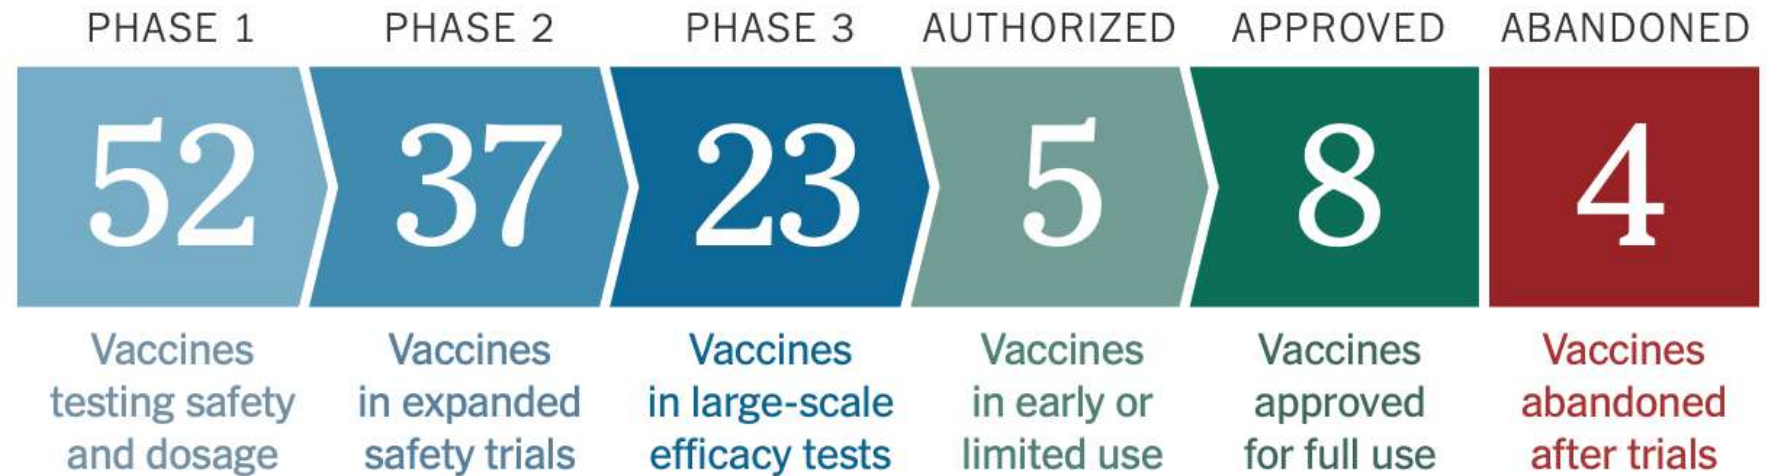 PHASE 1
PHASE 2
PHASE 3
AUTHORIZED
APPROVED
ABANDONED
52
37
23
5
8
4
Vaccines
testing safety
and dosage
Vaccines
in expanded
safety trials
Vaccines
in large-scale
efficacy tests
Vaccines
in early or
limited use
Vaccines
approved
for full use
Vaccines
abandoned
after trials